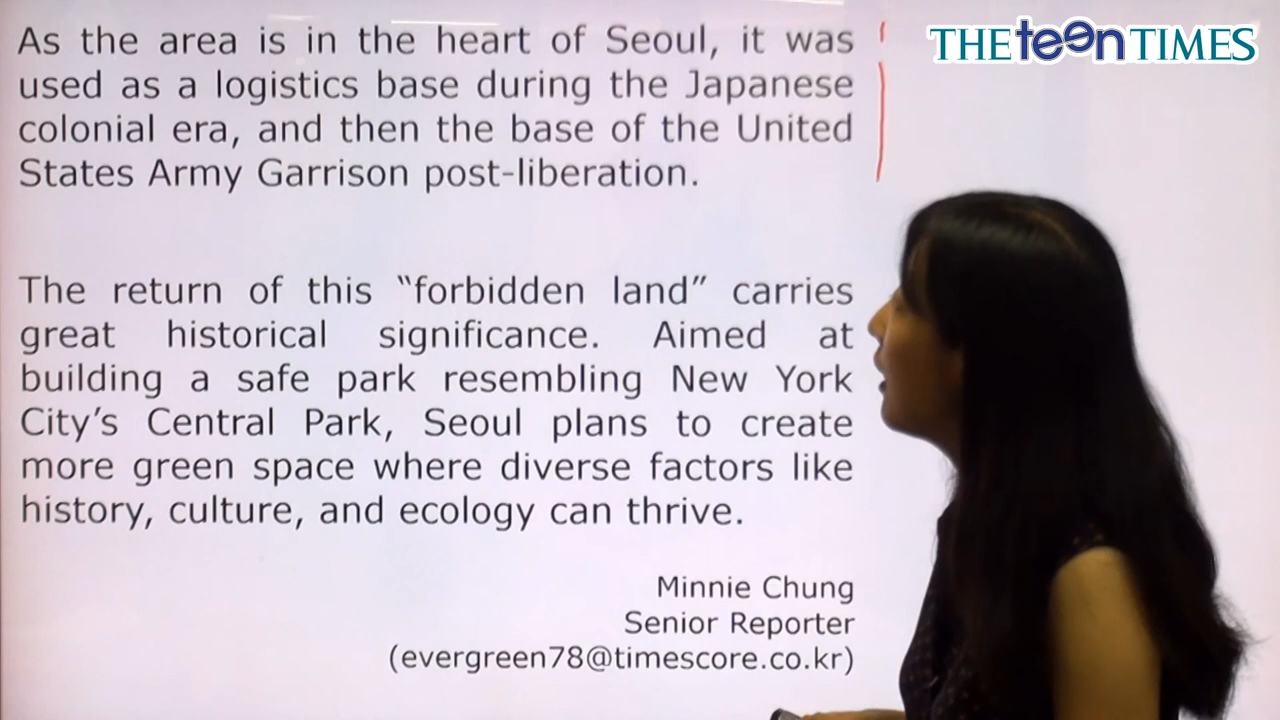 THE teen TIMES
As the area is in the heart of Seoul, it was
used as a logistics base during the Japanese
colonial era, and then the base of the United
States Army Garrison post-liberation.
The return of this “forbidden land” carries
great historical significance. Aimed at
building a safe park resembling New York
City’s Central Park, Seoul plans to create
more green space where diverse factors like
history, culture, and ecology can thrive.
Minnie Chung
Senior Reporter
(evergreen78@timescore.co.kr)